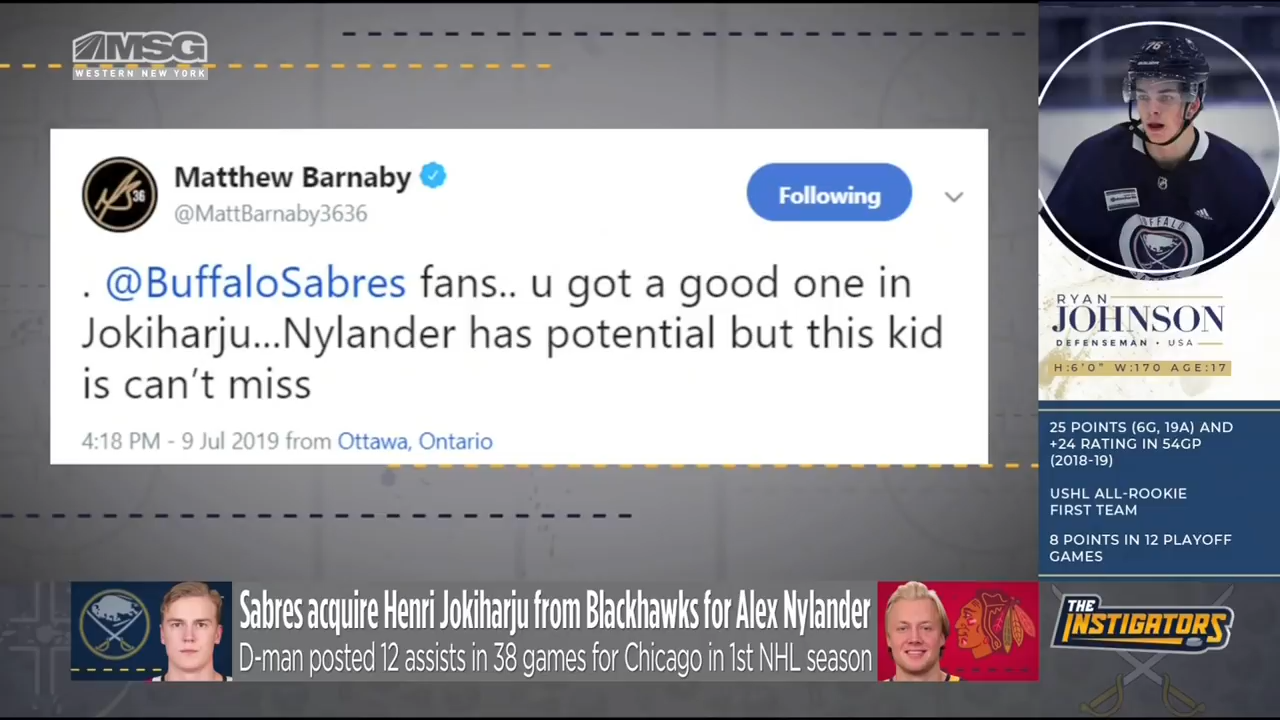 MSG
WESTERN NEW YORK
Matthew Barnaby
@MattBarnaby3636
Following
. @BuffaloSabres fans.. u got a good one in
Jokiharju...Nylander has potential but this kid
is can't miss
4:18 PM - 9 Jul 2019 from Ottawa, Ontario
Sabres acquire Henri Jokiharju from Blackhawks for Alex Nylander
D-man posted 12 assists in 38 games for Chicago in 1st NHL season
76
BUFFALO
RYAN
JOHNSON
DEFENSEMAN • USA
H:6'0" W:170 AGE:17
25 POINTS (6G, 19A) AND
+24 RATING IN 54GP
(2018-19)
USHL ALL-ROOKIE
FIRST TEAM
8 POINTS IN 12 PLAYOFF
GAMES
THE
INSTIGATORS